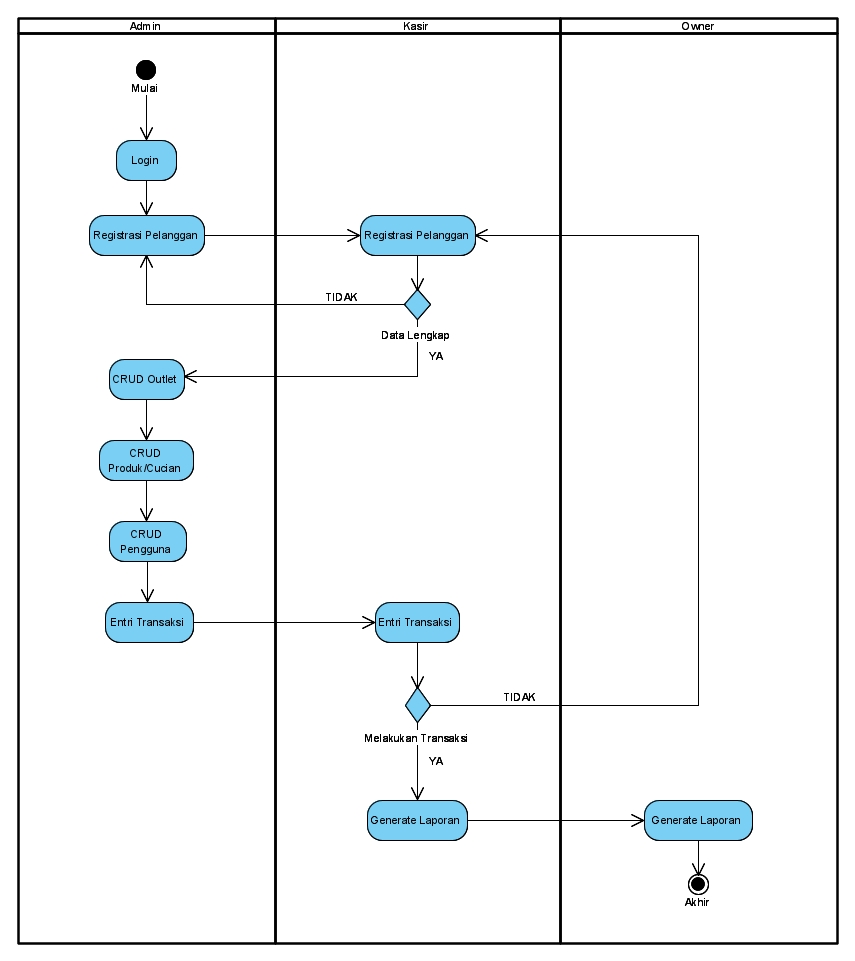 Admin
Kasir
Owner
Mulai
Login
Registrasi Pelanggan
Registrasi Pelanggan
TIDAK
Data Lengkap
YA
CRUD Outlet
CRUD
Produk/Cucian
CRUD
Pengguna
Entri Transaksi
Entri Transaksi
TIDAK
Melakukan Transaksi
YA
Generate Laporan
Generate Laporan
Akhir